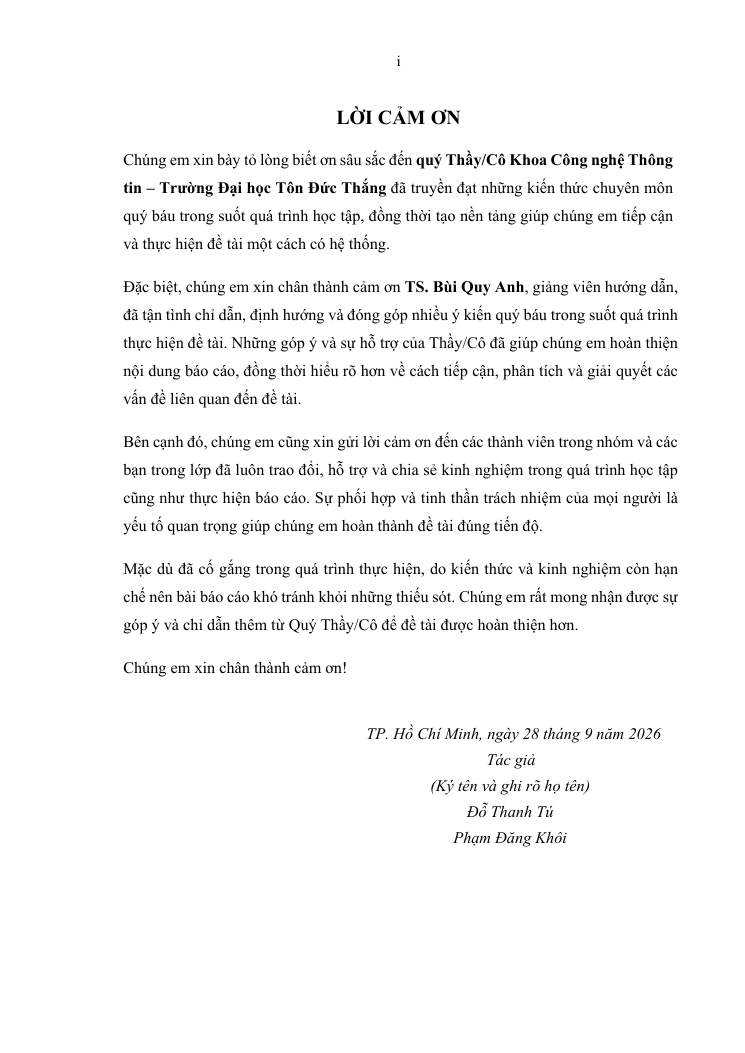 i
LỜI CẢM ƠN
Chúng em xin bày tỏ lòng biết ơn sâu sắc đến quý Thầy/Cô Khoa Công nghệ Thông
tin – Trường Đại học Tôn Đức Thắng đã truyền đạt những kiến thức chuyên môn
quý báu trong suốt quá trình học tập, đồng thời tạo nền tảng giúp chúng em tiếp cận
và thực hiện đề tài một cách có hệ thống.
Đặc biệt, chúng em xin chân thành cảm ơn TS. Bùi Quy Anh, giảng viên hướng dẫn,
đã tận tình chỉ dẫn, định hướng và đóng góp nhiều ý kiến quý báu trong suốt quá trình
thực hiện đề tài. Những góp ý và sự hỗ trợ của Thầy/Cô đã giúp chúng em hoàn thiện
nội dung báo cáo, đồng thời hiểu rõ hơn về cách tiếp cận, phân tích và giải quyết các
vấn đề liên quan đến đề tài.
Bên cạnh đó, chúng em cũng xin gửi lời cảm ơn đến các thành viên trong nhóm và các
bạn trong lớp đã luôn trao đổi, hỗ trợ và chia sẻ kinh nghiệm trong quá trình học tập
cũng như thực hiện báo cáo. Sự phối hợp và tinh thần trách nhiệm của mọi người là
yếu tố quan trọng giúp chúng em hoàn thành đề tài đúng tiến độ.
Mặc dù đã cố gắng trong quá trình thực hiện, do kiến thức và kinh nghiệm còn hạn
chế nên bài báo cáo khó tránh khỏi những thiếu sót. Chúng em rất mong nhận được sự
góp ý và chỉ dẫn thêm từ Quý Thầy/Cô để đề tài được hoàn thiện hơn.
Chúng em xin chân thành cảm ơn!
TP. Hồ Chí Minh, ngày 28 tháng 9 năm 2026
Tác giả
(Ký tên và ghi rõ họ tên)
Đỗ Thanh Tú
Phạm Đăng Khôi